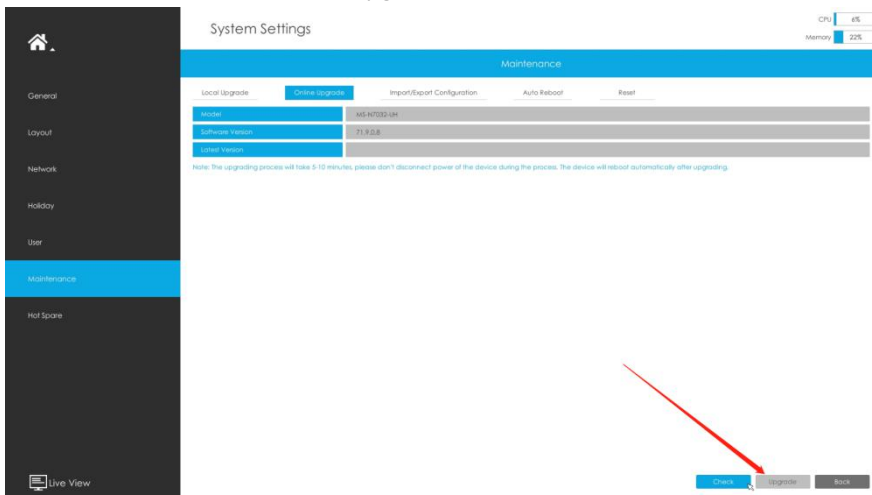 System Settings
CPU 6%
Memory 22%
Maintenance
General
Layout
Network
Holiday
User
Maintenance
Hot Spare
Live View
Local Upgrade Online Upgrade Import/Export Configuration Auto Reboot Reset
Model MS-N7032-UH
Software Version 71.9.0.8
Latest Version
Note: The upgrading process will take 5-10 minutes, please don't disconnect power of the device during the process. The device will reboot automatically after upgrading.
Check Upgrade Back